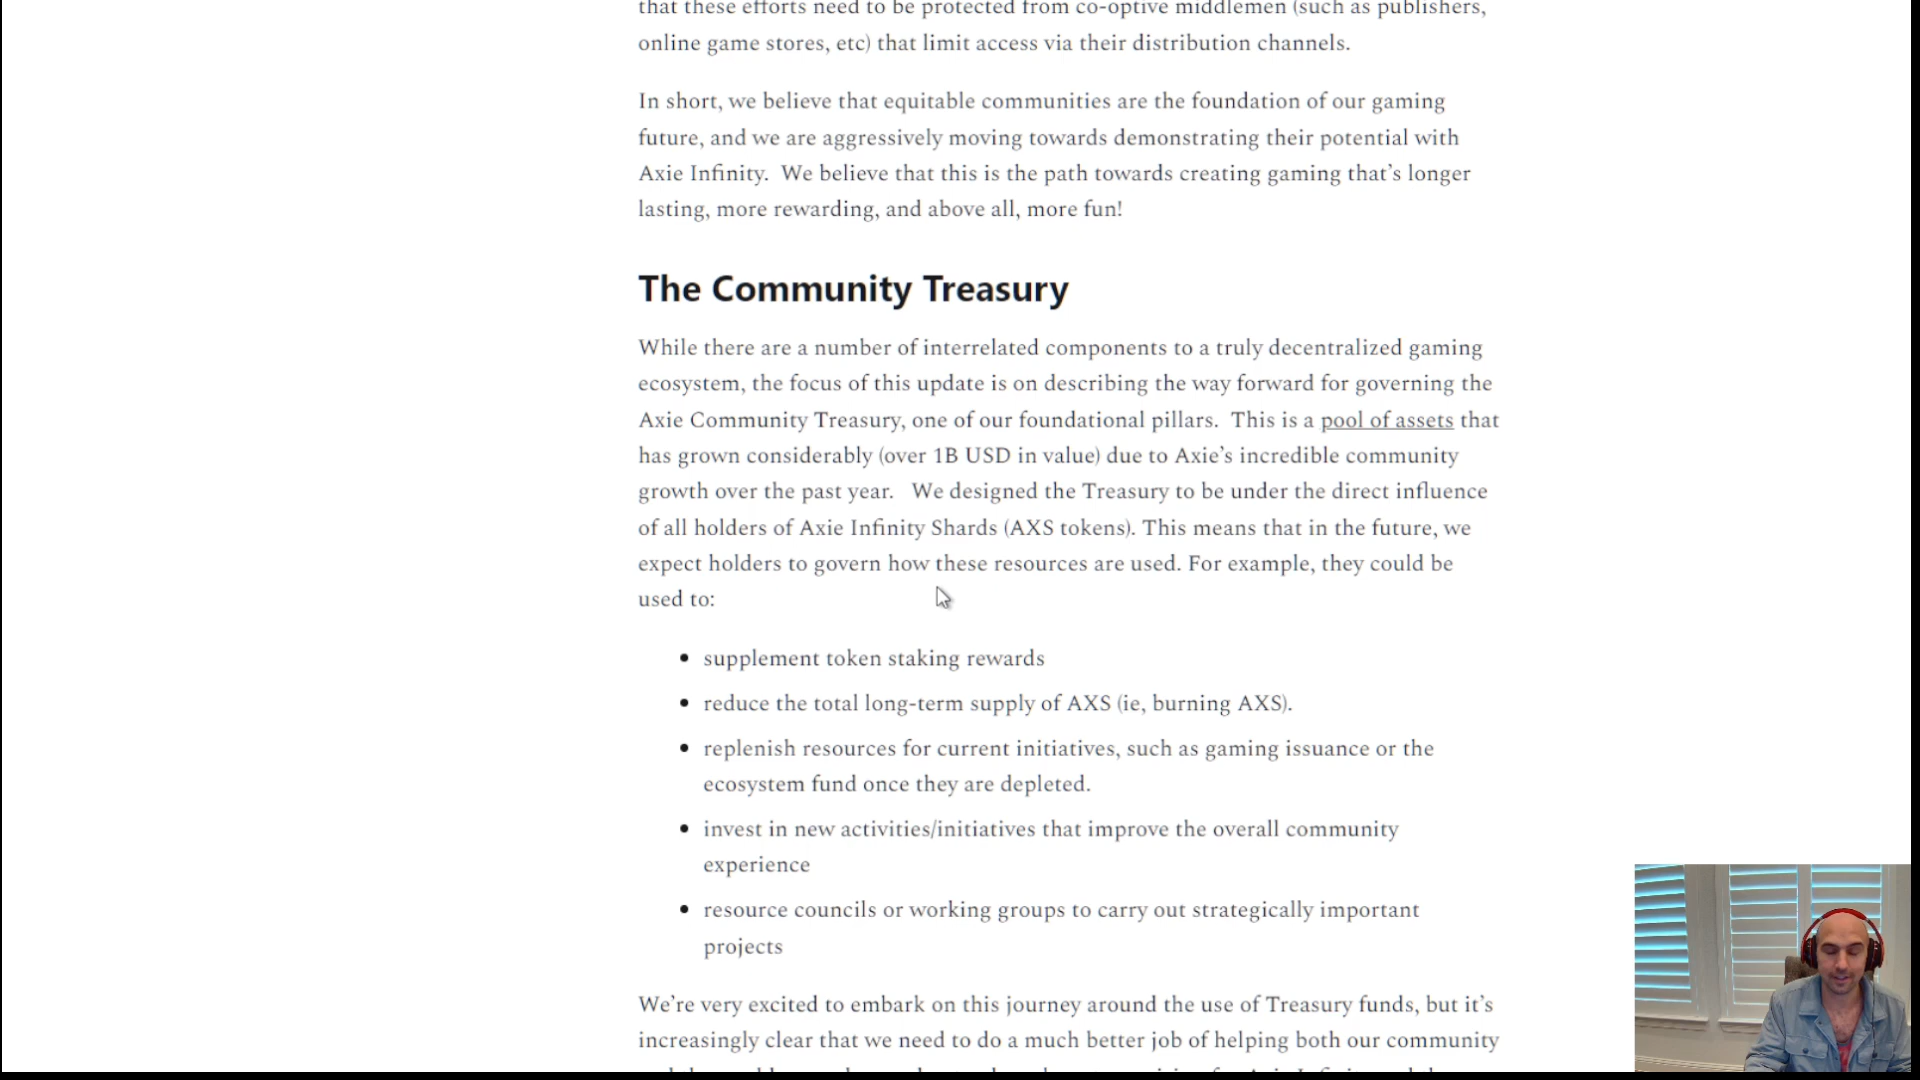 that these efforts need to be protected from co-optive middlemen (such as publishers,
online game stores, etc) that limit access via their distribution channels.
In short, we believe that equitable communities are the foundation of our gaming
future, and we are aggressively moving towards demonstrating their potential with
Axie Infinity.  We believe that this is the path towards creating gaming that's longer
lasting, more rewarding, and above all, more fun!
The Community Treasury
While there are a number of interrelated components to a truly decentralized gaming
ecosystem, the focus of this update is on describing the way forward for governing the
Axie Community Treasury, one of our foundational pillars.  This is a pool of assets that
has grown considerably (over 1B USD in value) due to Axie's incredible community
growth over the past year.   We designed the Treasury to be under the direct influence
of all holders of Axie Infinity Shards (AXS tokens). This means that in the future, we
expect holders to govern how these resources are used. For example, they could be
used to:
• supplement token staking rewards
• reduce the total long-term supply of AXS (ie, burning AXS).
• replenish resources for current initiatives, such as gaming issuance or the
ecosystem fund once they are depleted.
• invest in new activities/initiatives that improve the overall community
experience
• resource councils or working groups to carry out strategically important
projects
We're very excited to embark on this journey around the use of Treasury funds, but it's
increasingly clear that we need to do a much better job of helping both our community